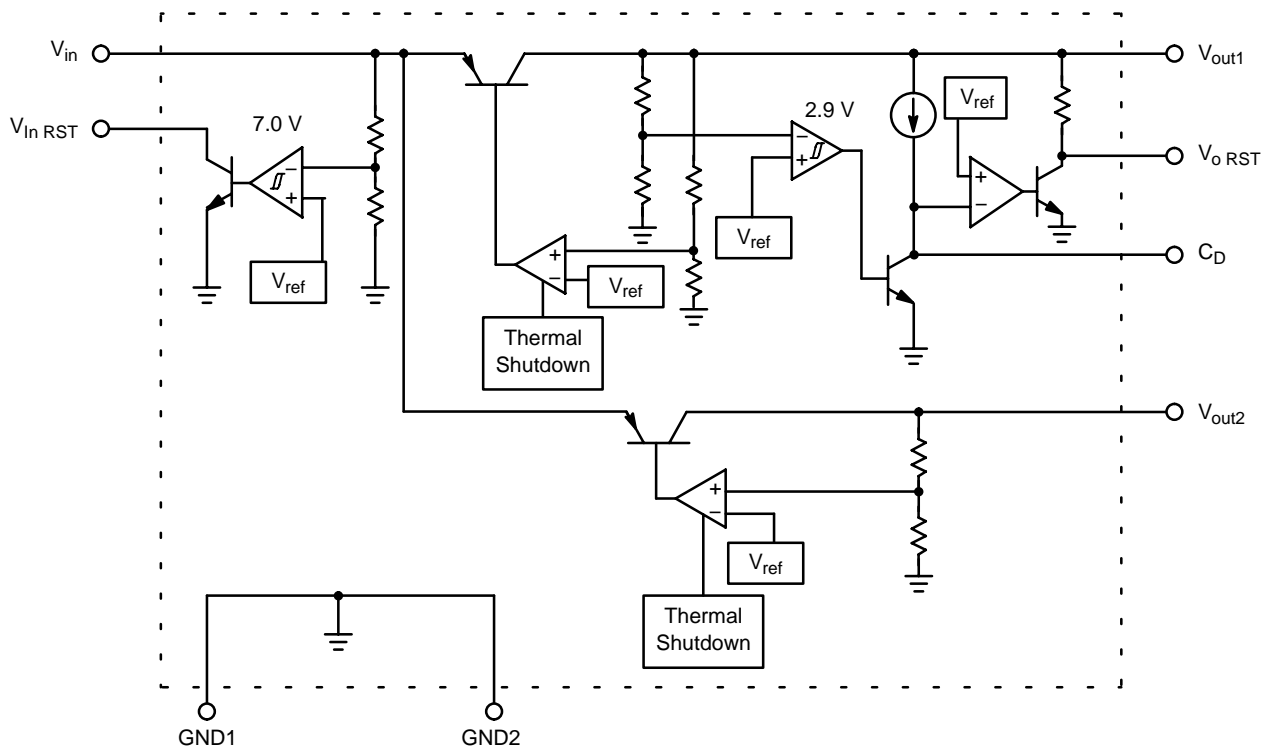 V_in
V_out1
V_In RST
7.0 V
−
+
V_ref
2.9 V
−
+
V_ref
V_ref
+
−
V_o RST
C_D
+
−
V_ref
Thermal
Shutdown
V_out2
+
−
V_ref
Thermal
Shutdown
GND1
GND2